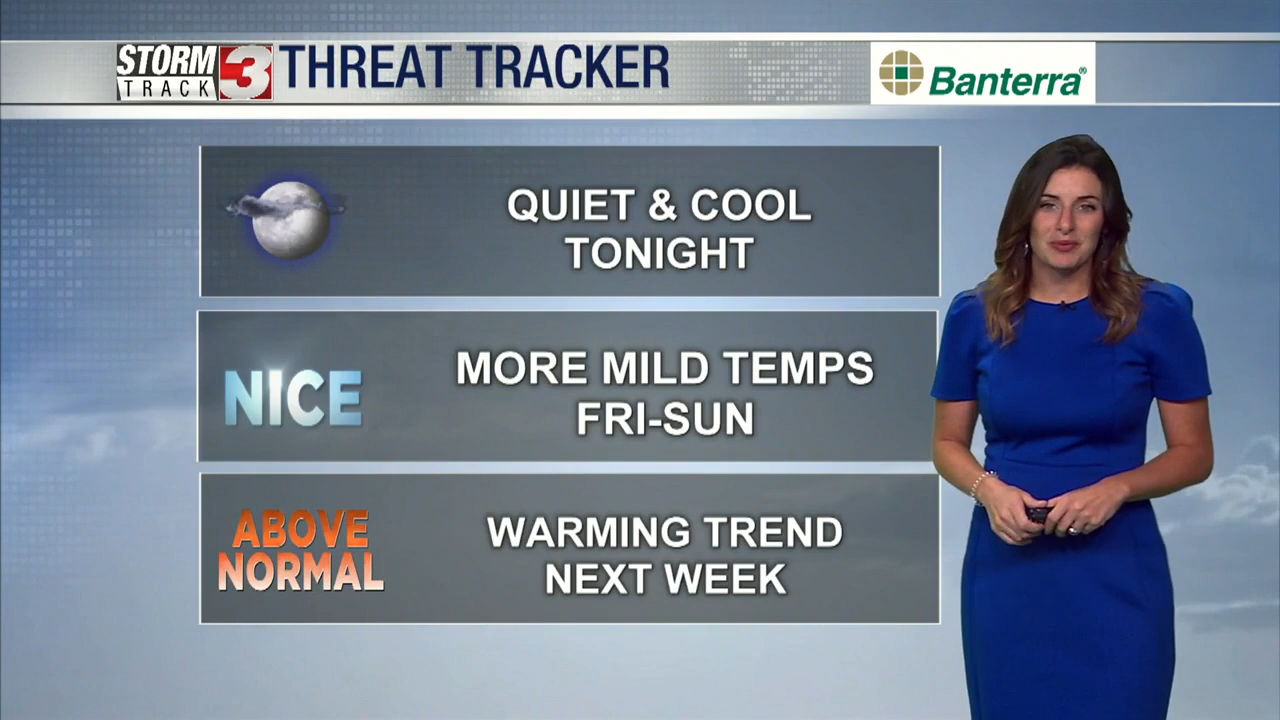 STORM
TRACK
3
THREAT TRACKER
Banterra®
QUIET & COOL
TONIGHT
NICE
MORE MILD TEMPS
FRI-SUN
ABOVE
NORMAL
WARMING TREND
NEXT WEEK